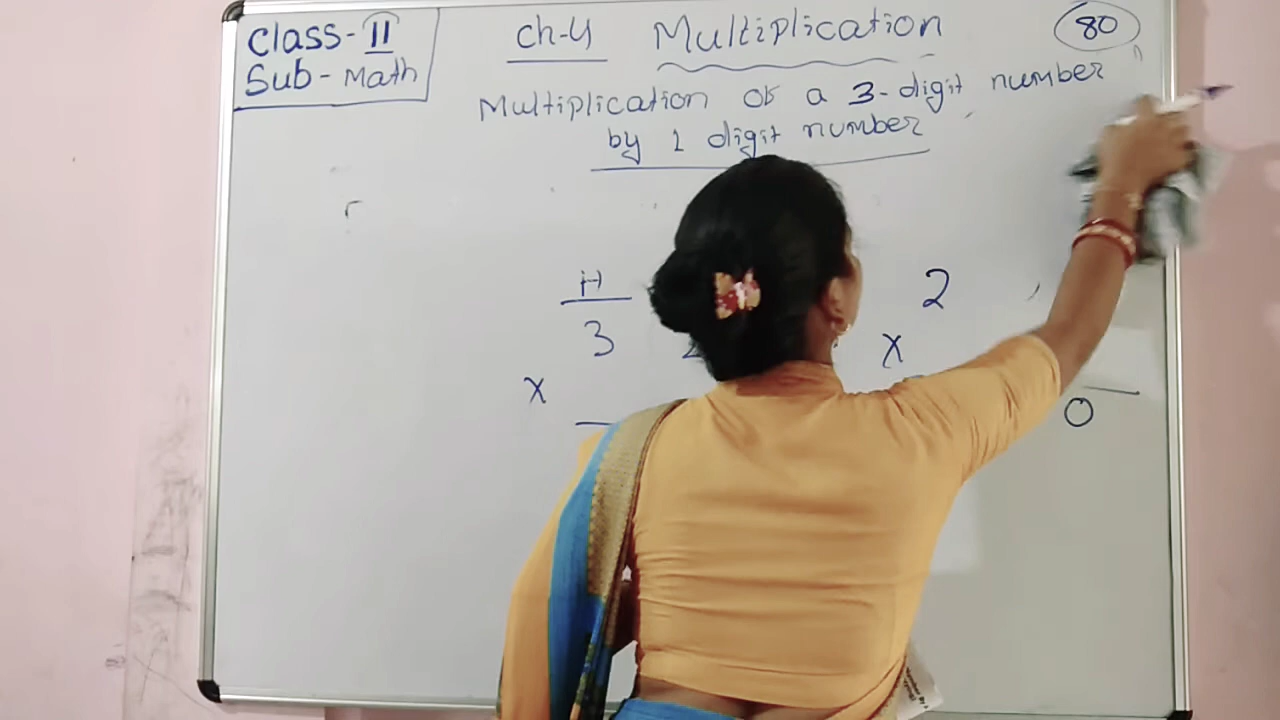 Class-II
Sub-Math
Ch-4 Multiplication
80
Multiplication of a 3-digit number
by 1 digit number
H
3
x
2
x
0